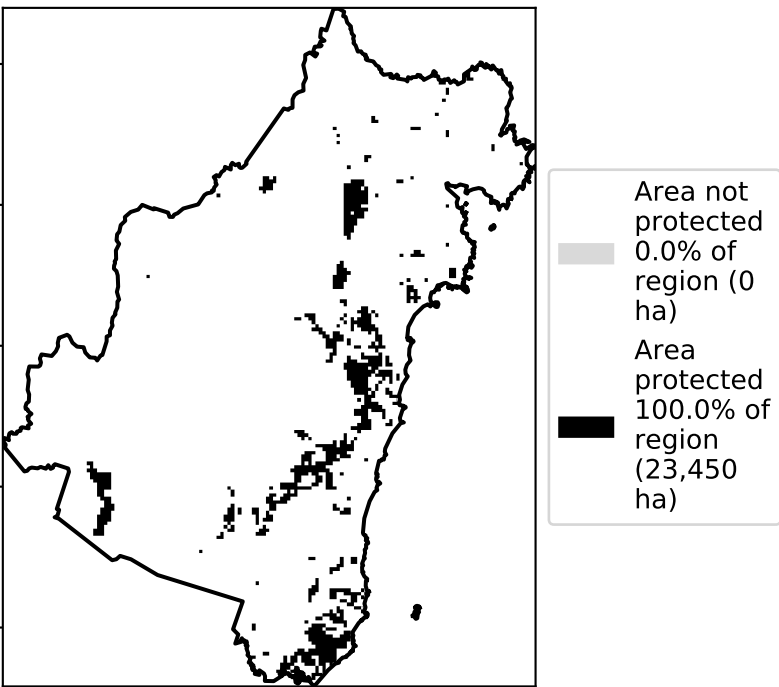 Area not
protected
0.0% of
region (0
ha)
Area
protected
100.0% of
region
(23,450
ha)